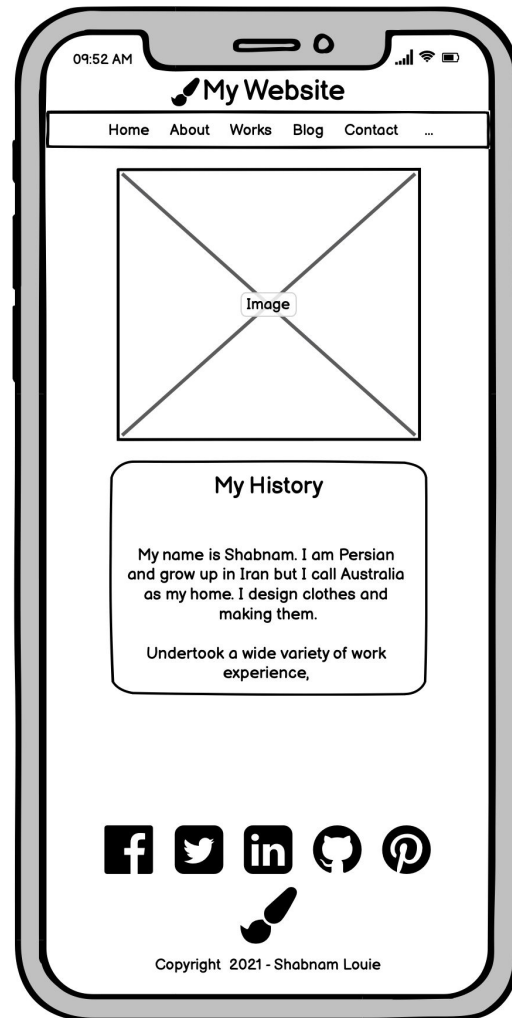 09:52 AM
My Website
Home About Works Blog Contact ...
Image
My History
My name is Shabnam. I am Persian
and grow up in Iran but I call Australia
as my home. I design clothes and
making them.
Undertook a wide variety of work
experience,
Copyright 2021 - Shabnam Louie